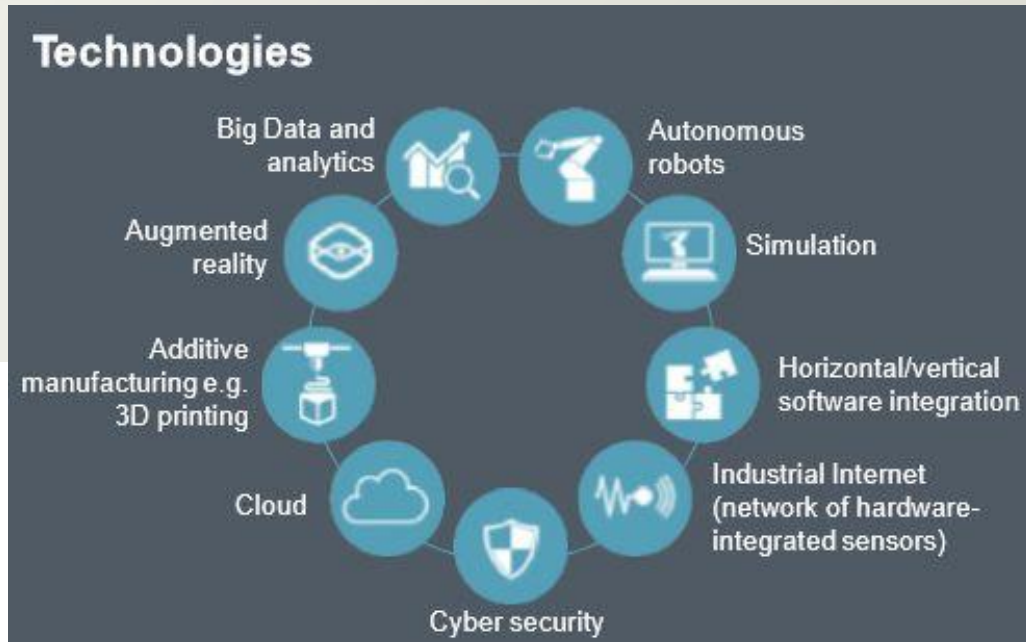 Technologies
Big Data and
analytics
Autonomous
robots
Augmented
reality
Simulation
Additive
manufacturing e.g.
3D printing
Horizontal/vertical
software integration
Cloud
Industrial Internet
(network of hardware-
integrated sensors)
Cyber security